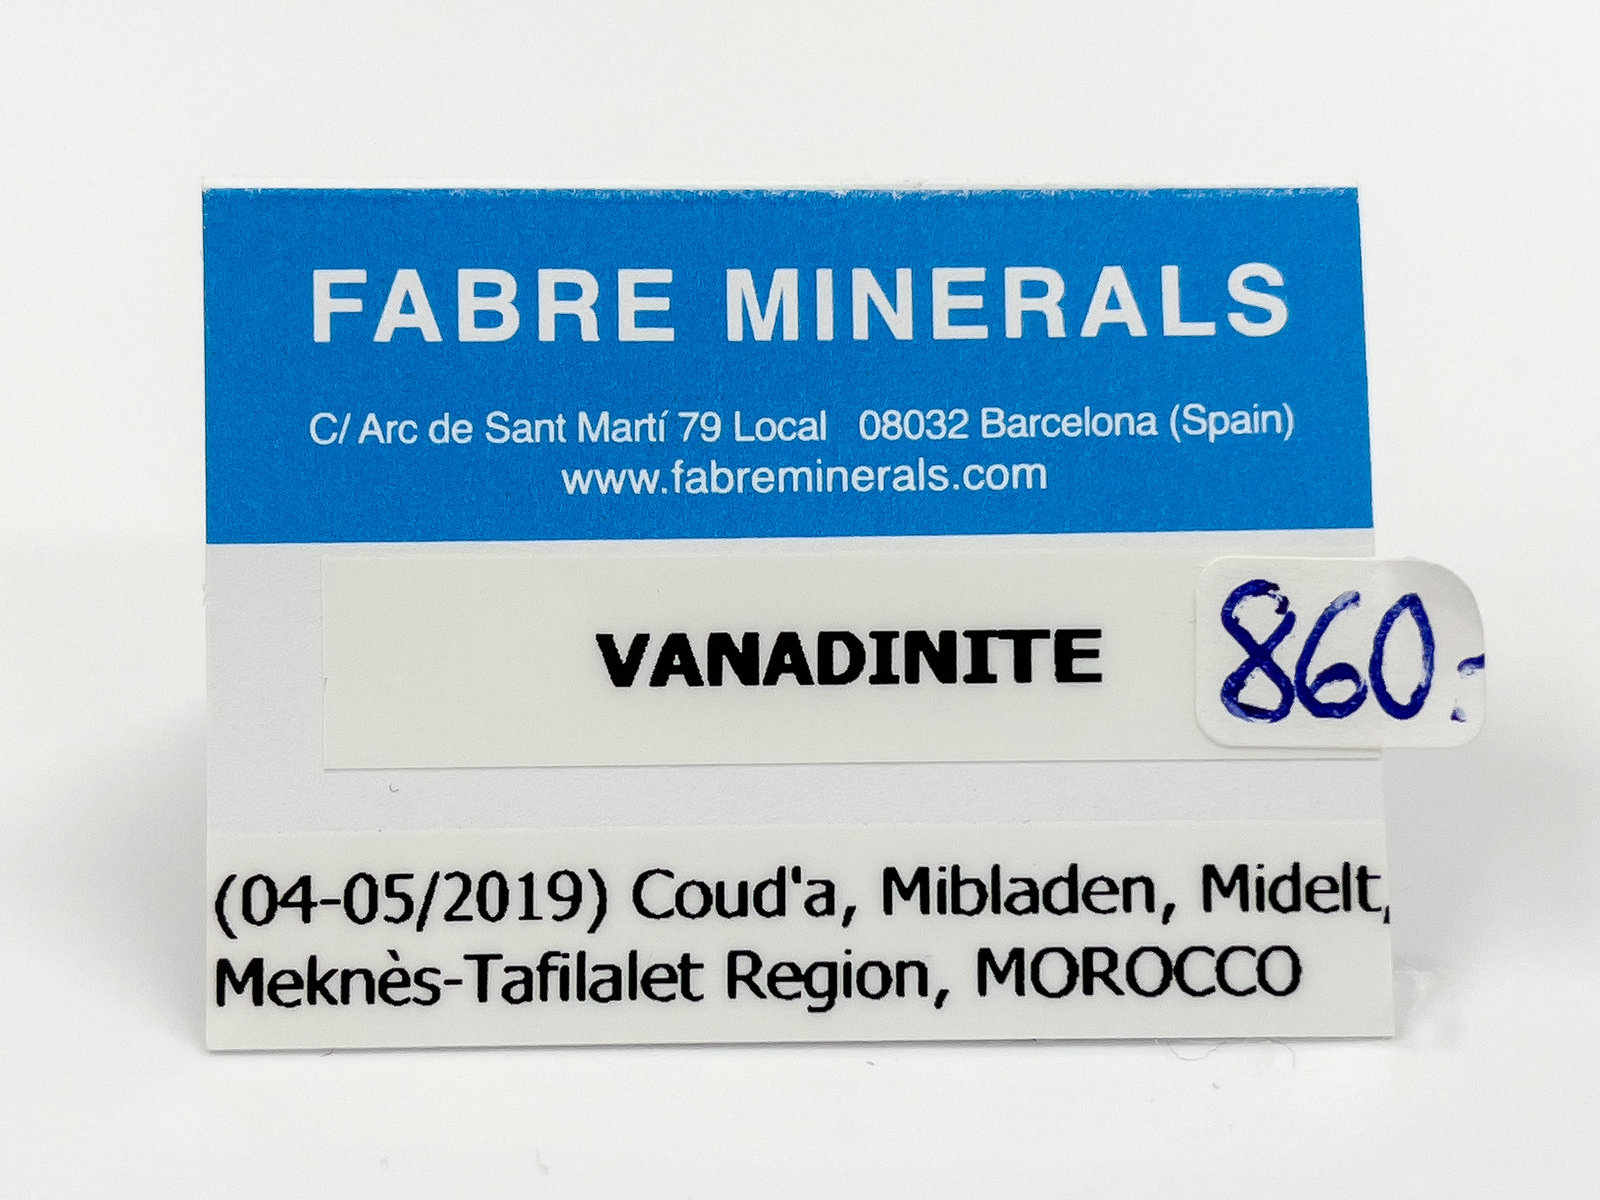 FABRE MINERALS
C/ Arc de Sant Martí 79 Local 08032 Barcelona (Spain)
www.fabreminerals.com
VANADINITE
860.-
(04-05/2019) Coud'a, Mibladen, Midelt,
Meknès-Tafilalet Region, MOROCCO